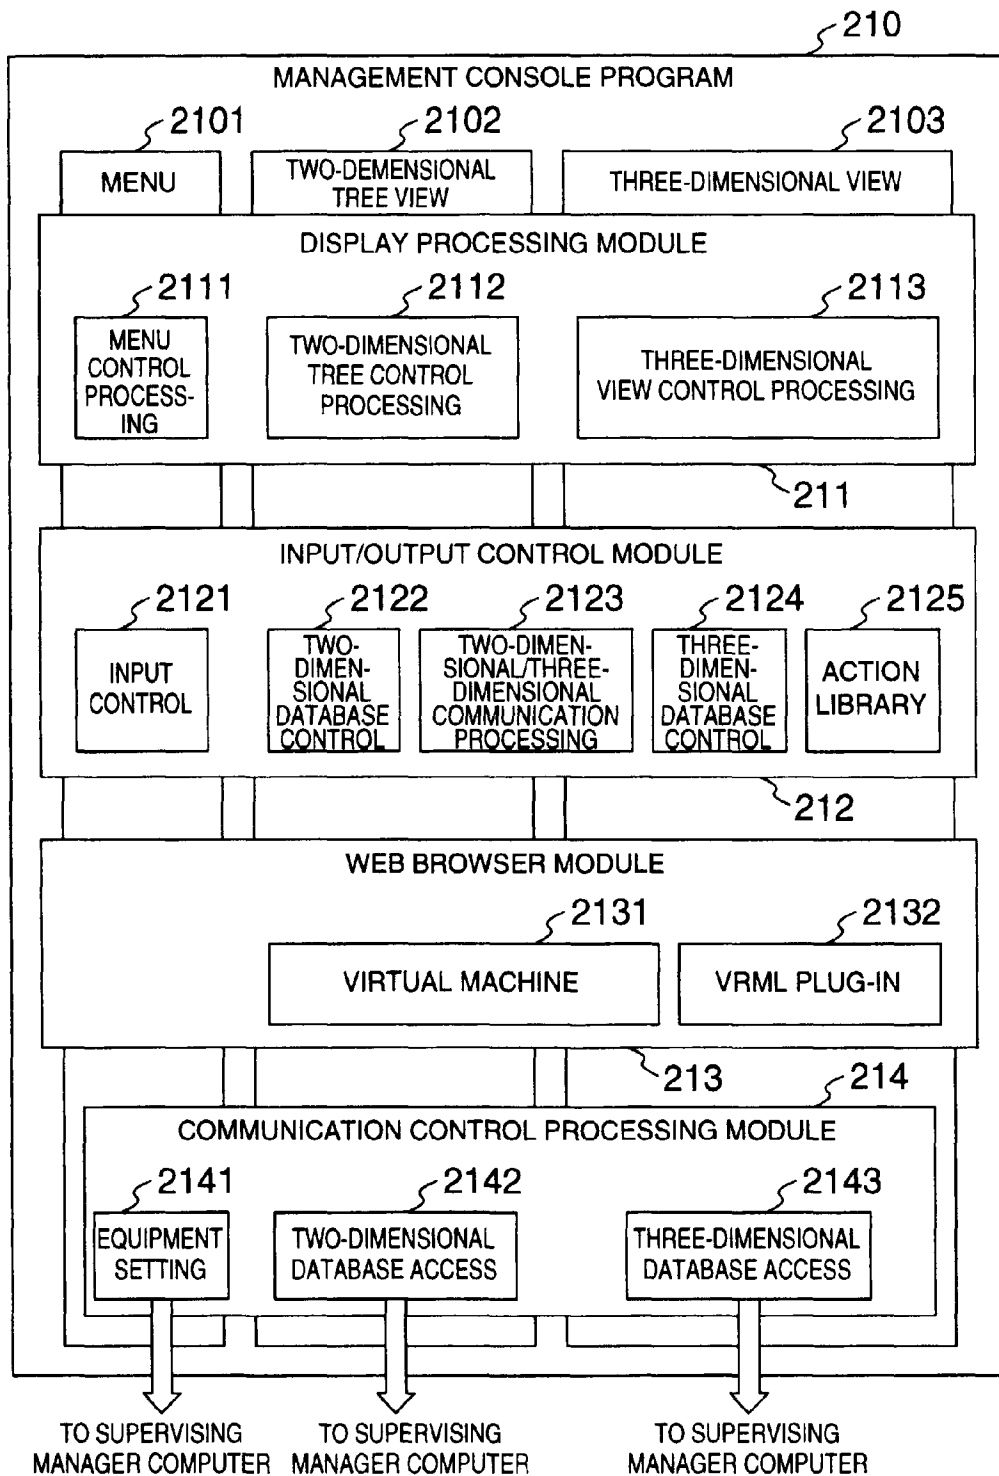 210
MANAGEMENT CONSOLE PROGRAM
2101
2102
2103
MENU
TWO-DEMENSIONAL
TREE VIEW
THREE-DIMENSIONAL VIEW
DISPLAY PROCESSING MODULE
2111
2112
2113
MENU
CONTROL
PROCESS-
ING
TWO-DIMENSIONAL
TREE CONTROL
PROCESSING
THREE-DIMENSIONAL
VIEW CONTROL PROCESSING
211
INPUT/OUTPUT CONTROL MODULE
2121
2122
2123
2124
2125
INPUT
CONTROL
TWO-
DIMEN-
SIONAL
DATABASE
CONTROL
TWO-DIMEN-
SIONAL/THREE-
DIMENSIONAL
COMMUNICATION
PROCESSING
THREE-
DIMEN-
SIONAL
DATABASE
CONTROL
ACTION
LIBRARY
212
WEB BROWSER MODULE
2131
2132
VIRTUAL MACHINE
VRML PLUG-IN
213
214
COMMUNICATION CONTROL PROCESSING MODULE
2141
2142
2143
EQUIPMENT
SETTING
TWO-DIMENSIONAL
DATABASE ACCESS
THREE-DIMENSIONAL
DATABASE ACCESS
TO SUPERVISING
MANAGER COMPUTER
TO SUPERVISING
MANAGER COMPUTER
TO SUPERVISING
MANAGER COMPUTER